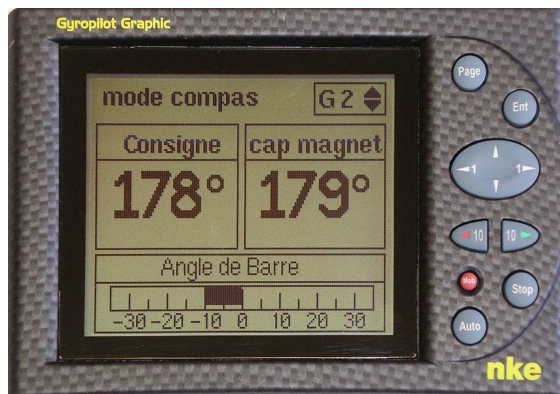 Gyropilot Graphic
mode compas G2
Consigne cap magnet
178° 179°
Angle de Barre
-30 -20 -10 0 10 20 30
Page
Ent
1 1
10 10
Mob
Stop
Auto
nke